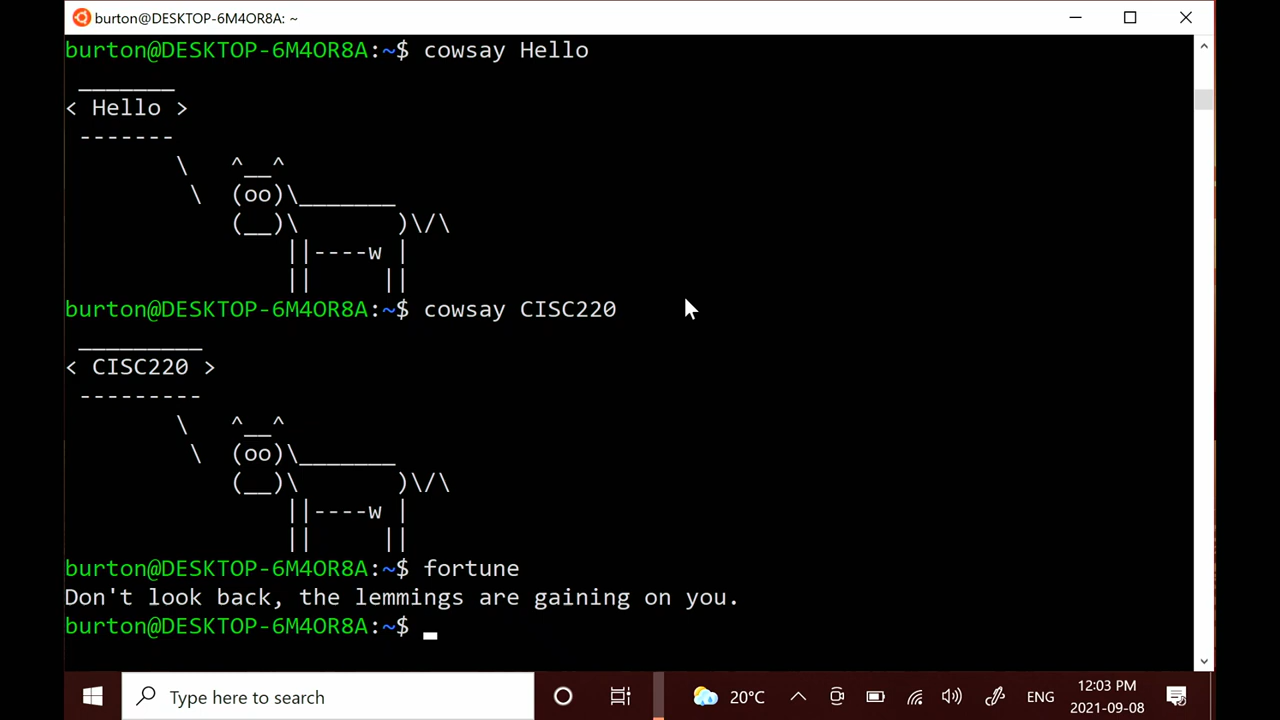 burton@DESKTOP-6M4OR8A: ~
burton@DESKTOP-6M4OR8A:~$ cowsay Hello
 _______
< Hello >
 -------
        \   ^__^
         \  (oo)\_______
            (__)\       )\/\
                ||----w |
                ||     ||
burton@DESKTOP-6M4OR8A:~$ cowsay CISC220
 _________
< CISC220 >
 ---------
        \   ^__^
         \  (oo)\_______
            (__)\       )\/\
                ||----w |
                ||     ||
burton@DESKTOP-6M4OR8A:~$ fortune
Don't look back, the lemmings are gaining on you.
burton@DESKTOP-6M4OR8A:~$ _
Type here to search
20°C
ENG
12:03 PM
2021-09-08